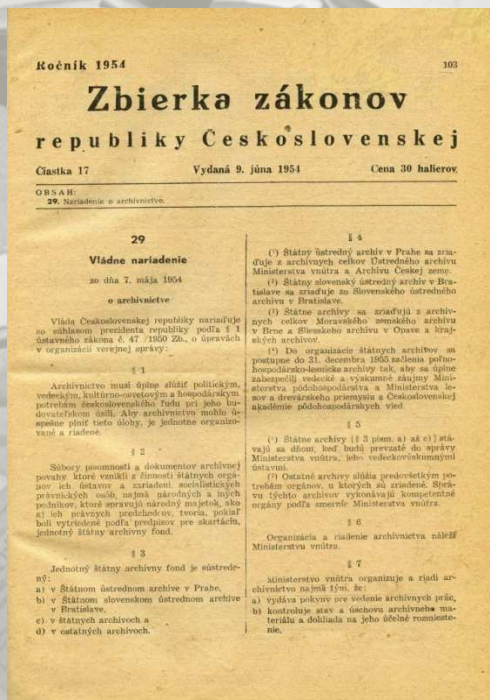 Ročník 1954
103
Zbierka zákonov
republiky Československej
Čiastka 17
Vydaná 9. júna 1954
Cena 30 halierov
OBSAH:
29. Nariadenie o archívnictve.
29
Vládne nariadenie
zo dňa 7. mája 1954
o archívnictve
Vláda Československej republiky nariaďuje
so súhlasom prezidenta republiky podľa § 1
ústavného zákona č. 47/1950 Zb., o úpravách
v organizácii verejnej správy:
§ 1
Archívnictvo musí úplne slúžiť politickým,
vedeckým, kultúrno-osvetovým a hospodárskym
potrebám československého ľudu pri jeho bu-
dovateľskom úsilí. Aby archívnictvo mohlo ú-
spešne plniť tieto úlohy, je jednotne organizo-
vané a riadené.
§ 2
Súbory písomností a dokumentov archívnej
povahy ktoré vznikli z činnosti štátnych orgá-
nov ich ústavov a zariadení, socialistických
právnických osôb, najmä národných a iných
podnikov, ktoré spravujú národný majetok, ako
aj ich právnych predchodcov, tvoria, pokiaľ
boli vytriedené podľa predpisov pre skartáciu,
jednotný štátny archívny fond.
§ 3
Jednotný štátny archívny fond je sústrede-
ný:
a) v Štátnom ústrednom archíve v Prahe,
b) v Štátnom slovenskom ústrednom archíve
v Bratislave,
c) v štátnych archívoch a
d) v ostatných archívoch.
§ 4
(¹) Štátny ústredný archív v Prahe sa zria-
ďuje z archívnych celkov Ústredného archívu
Ministerstva vnútra a Archívu Českej zeme.
(²) Štátny slovenský ústredný archív v Bra-
tislave sa zriaďuje zo Slovenského ústredného
archívu v Bratislave.
(³) Štátne archívy sa zriaďujú z archív-
nych celkov Moravského zemského archívu
v Brne a Sliezskeho archívu v Opave a kraj-
ských archívov.
(⁴) Do organizácie štátnych archívov sa
postupne do 31. decembra 1955 začlenia poľno-
hospodársko-lesnícke archívy tak, aby sa úplne
zabezpečili vedecké a výskumné záujmy Mini-
sterstva pôdohospodárstva a Ministerstva le-
sov a drevárskeho priemyslu a Československej
akadémie pôdohospodárskych vied
§ 5
(¹) Štátne archívy [§ 3 písm. a) až c)] stá-
vajú sa dňom, keď budú prevzaté do správy
Ministerstva vnútra, jeho vedeckovýskumnými
ústavmi.
(²) Ostatné archívy slúžia predovšetkým po-
trebám orgánov, u ktorých sú zriadené. Sprá-
vu týchto archívov vykonávajú kompetentné
orgány podľa smerníc Ministerstva vnútra.
§ 6
Organizácia a riadenie archívnictva náleží
Ministerstvu vnútra.
§ 7
Ministerstvo vnútra organizuje a riadi ar-
chívnictvo najmä tým, že:
a) vydáva pokyny pre vedenie archívnych prác,
b) kontroluje stav a úschovu archívneho ma-
teriálu a dohliada na jeho účelné rozmieste-
nie,